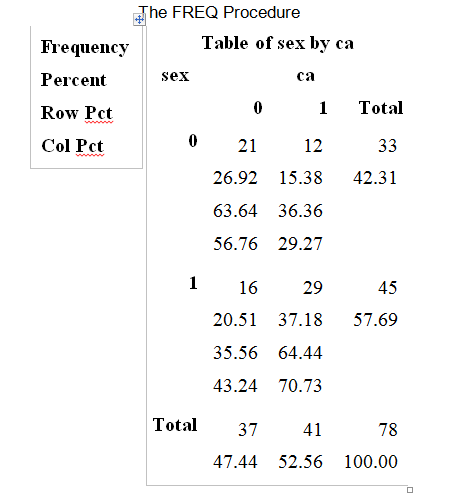 The FREQ Procedure
Frequency
Percent
Row Pct
Col Pct
Table of sex by ca
sex ca
0 1 Total
0 21 12 33
26.92 15.38 42.31
63.64 36.36
56.76 29.27
1 16 29 45
20.51 37.18 57.69
35.56 64.44
43.24 70.73
Total 37 41 78
47.44 52.56 100.00